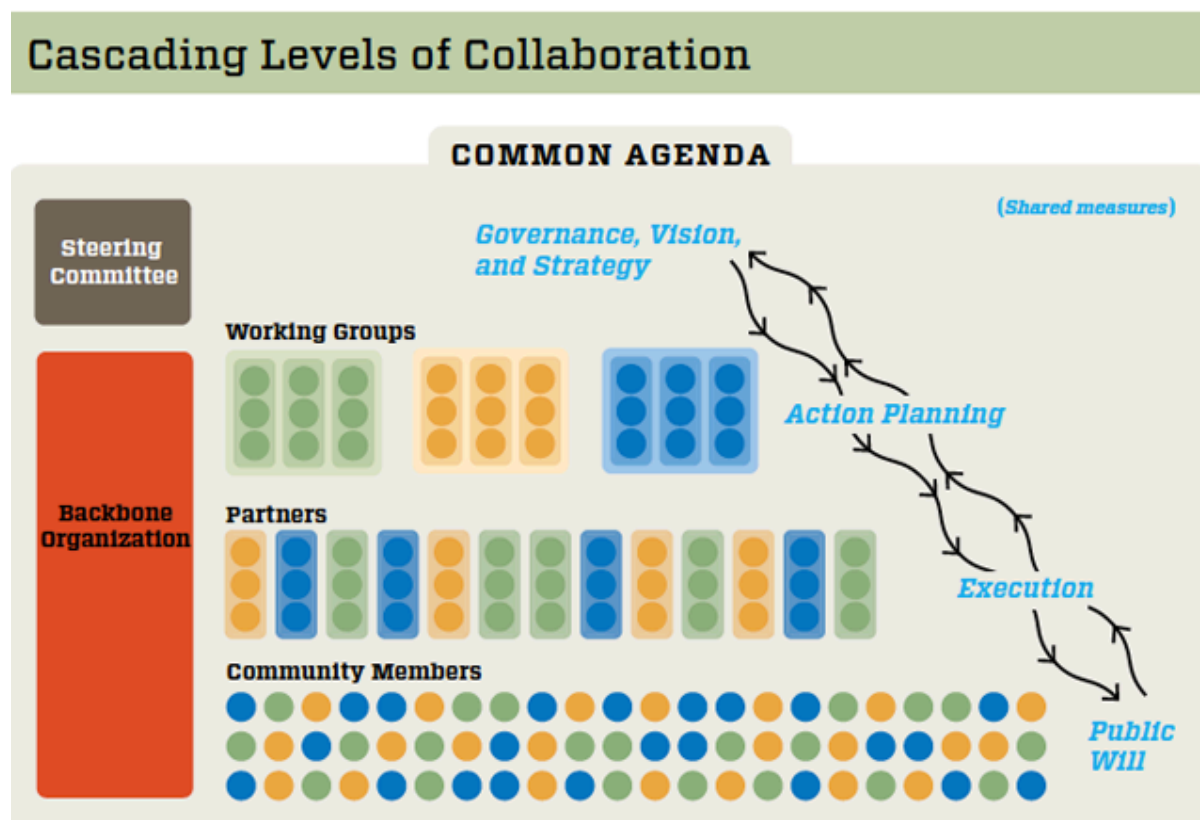 Cascading Levels of Collaboration
COMMON AGENDA
(Shared measures)
Steering
Committee
Governance, Vision,
and Strategy
Working Groups
Action Planning
Backbone
Organization
Partners
Execution
Community Members
Public
Will